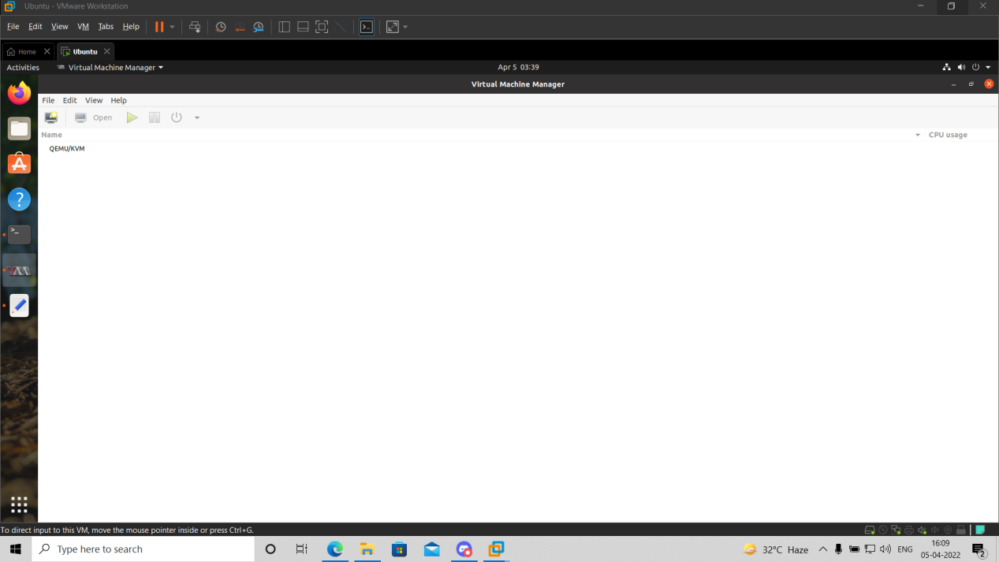 Ubuntu - VMware Workstation
File Edit View VM Tabs Help
Home Ubuntu
Activities Virtual Machine Manager Apr 5 03:39
Virtual Machine Manager
File Edit View Help
Open
Name CPU usage
QEMU/KVM
To direct input to this VM, move the mouse pointer inside or press Ctrl+G.
Type here to search
32°C Haze
ENG
16:09
05-04-2022
2